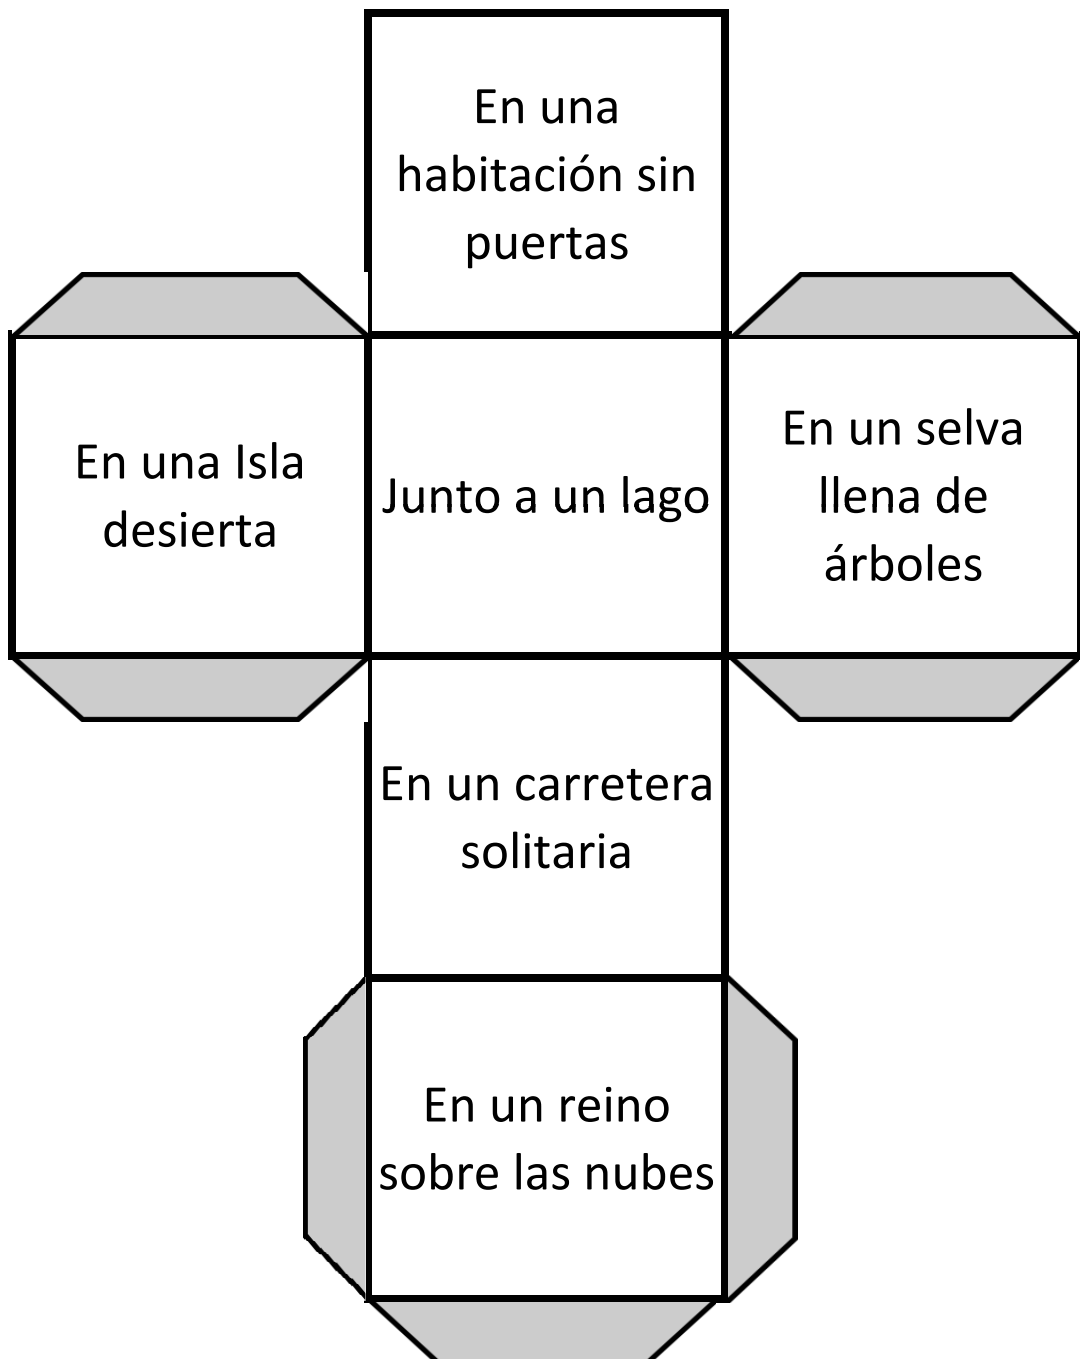 En una
habitación sin
puertas
En una Isla
desierta
Junto a un lago
En un selva
llena de
árboles
En un carretera
solitaria
En un reino
sobre las nubes